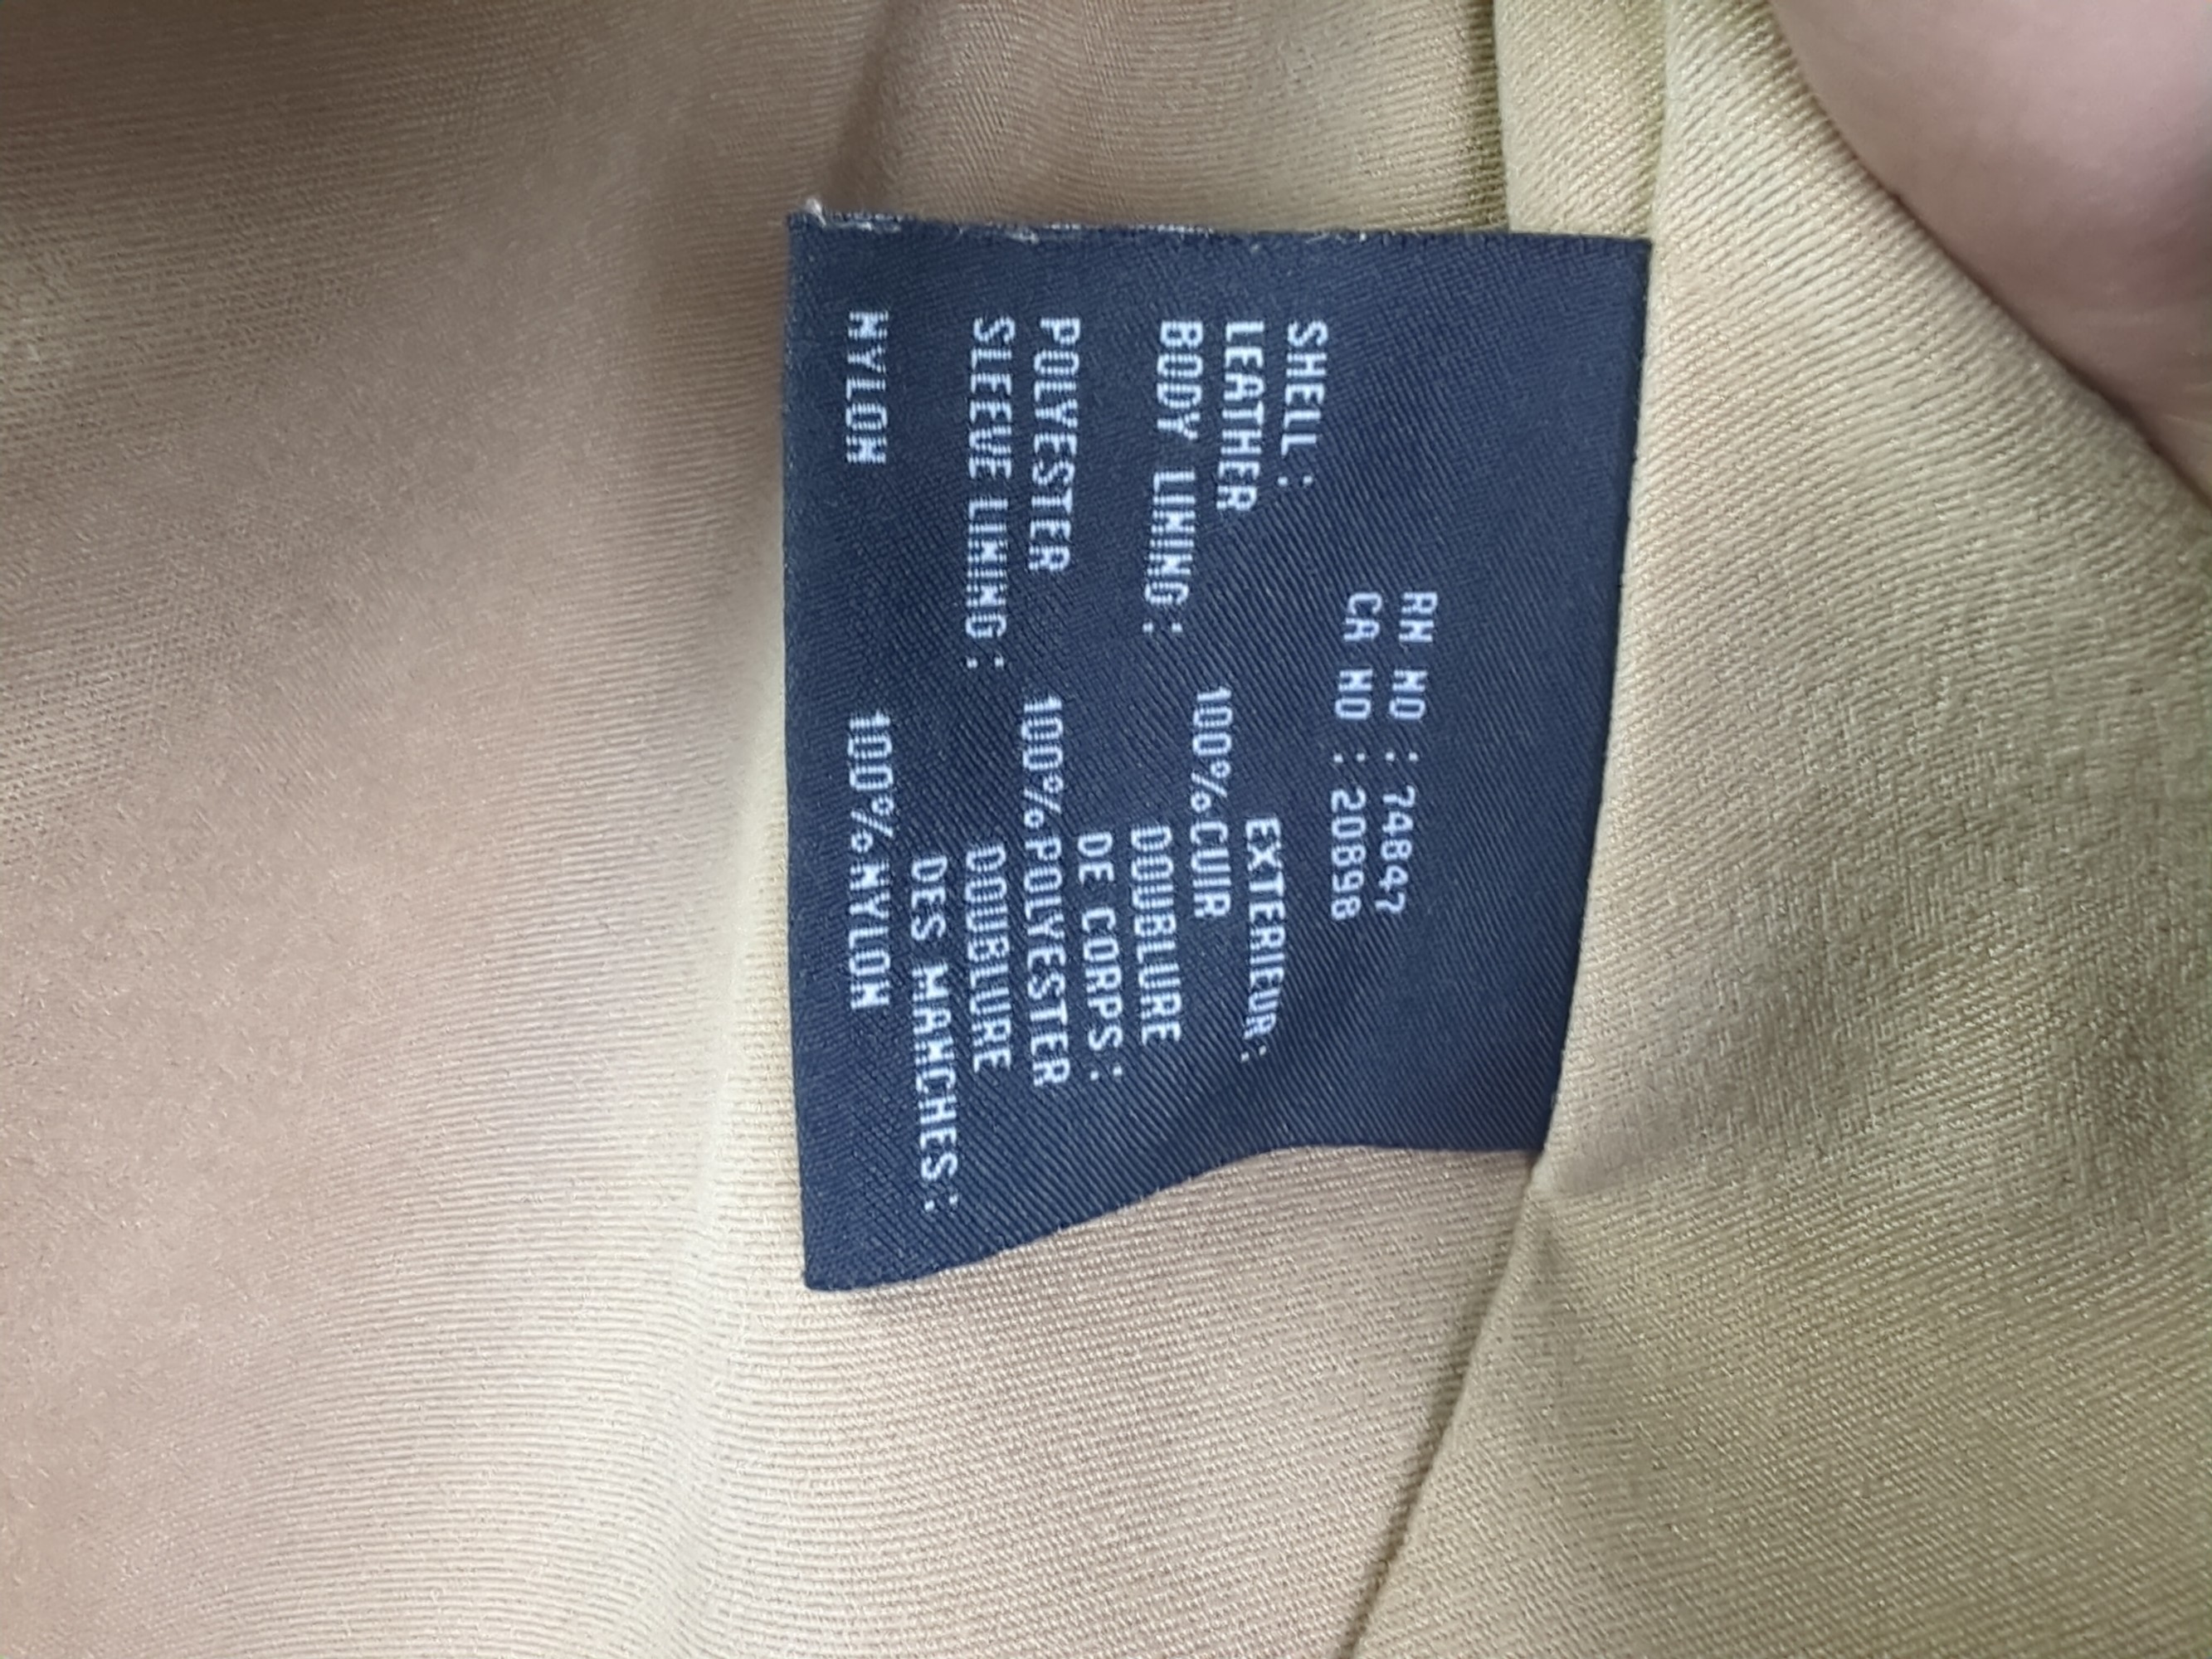 RN NO : 74847
CA NO : 20898
SHELL : EXTERIEUR:
LEATHER 100%CUIR
BODY LINING: DOUBLURE
DE CORPS:
POLYESTER 100%POLYESTER
SLEEVE LINING: DOUBLURE
DES MANCHES:
NYLON 100%NYLON